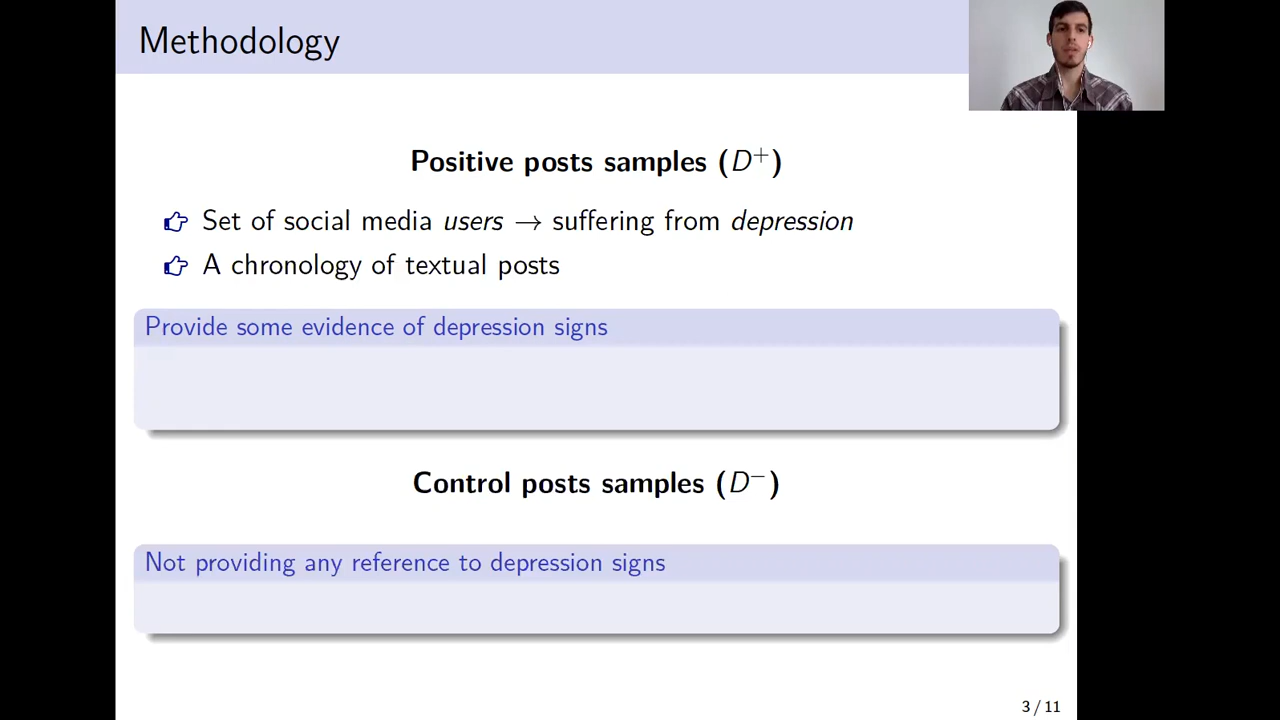 Methodology
Positive posts samples (D⁺)
Set of social media users → suffering from depression
A chronology of textual posts
Provide some evidence of depression signs
Control posts samples (D⁻)
Not providing any reference to depression signs
3 / 11